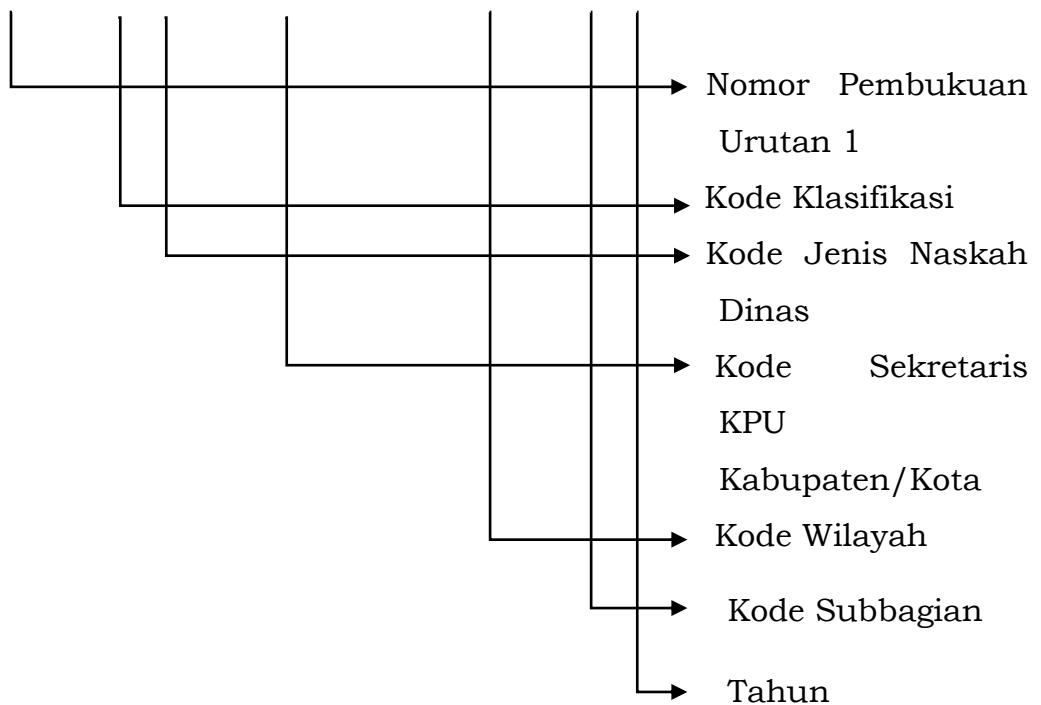 Nomor Pembukuan
Urutan 1
Kode Klasifikasi
Kode Jenis Naskah
Dinas
Kode Sekretaris
KPU
Kabupaten/Kota
Kode Wilayah
Kode Subbagian
Tahun